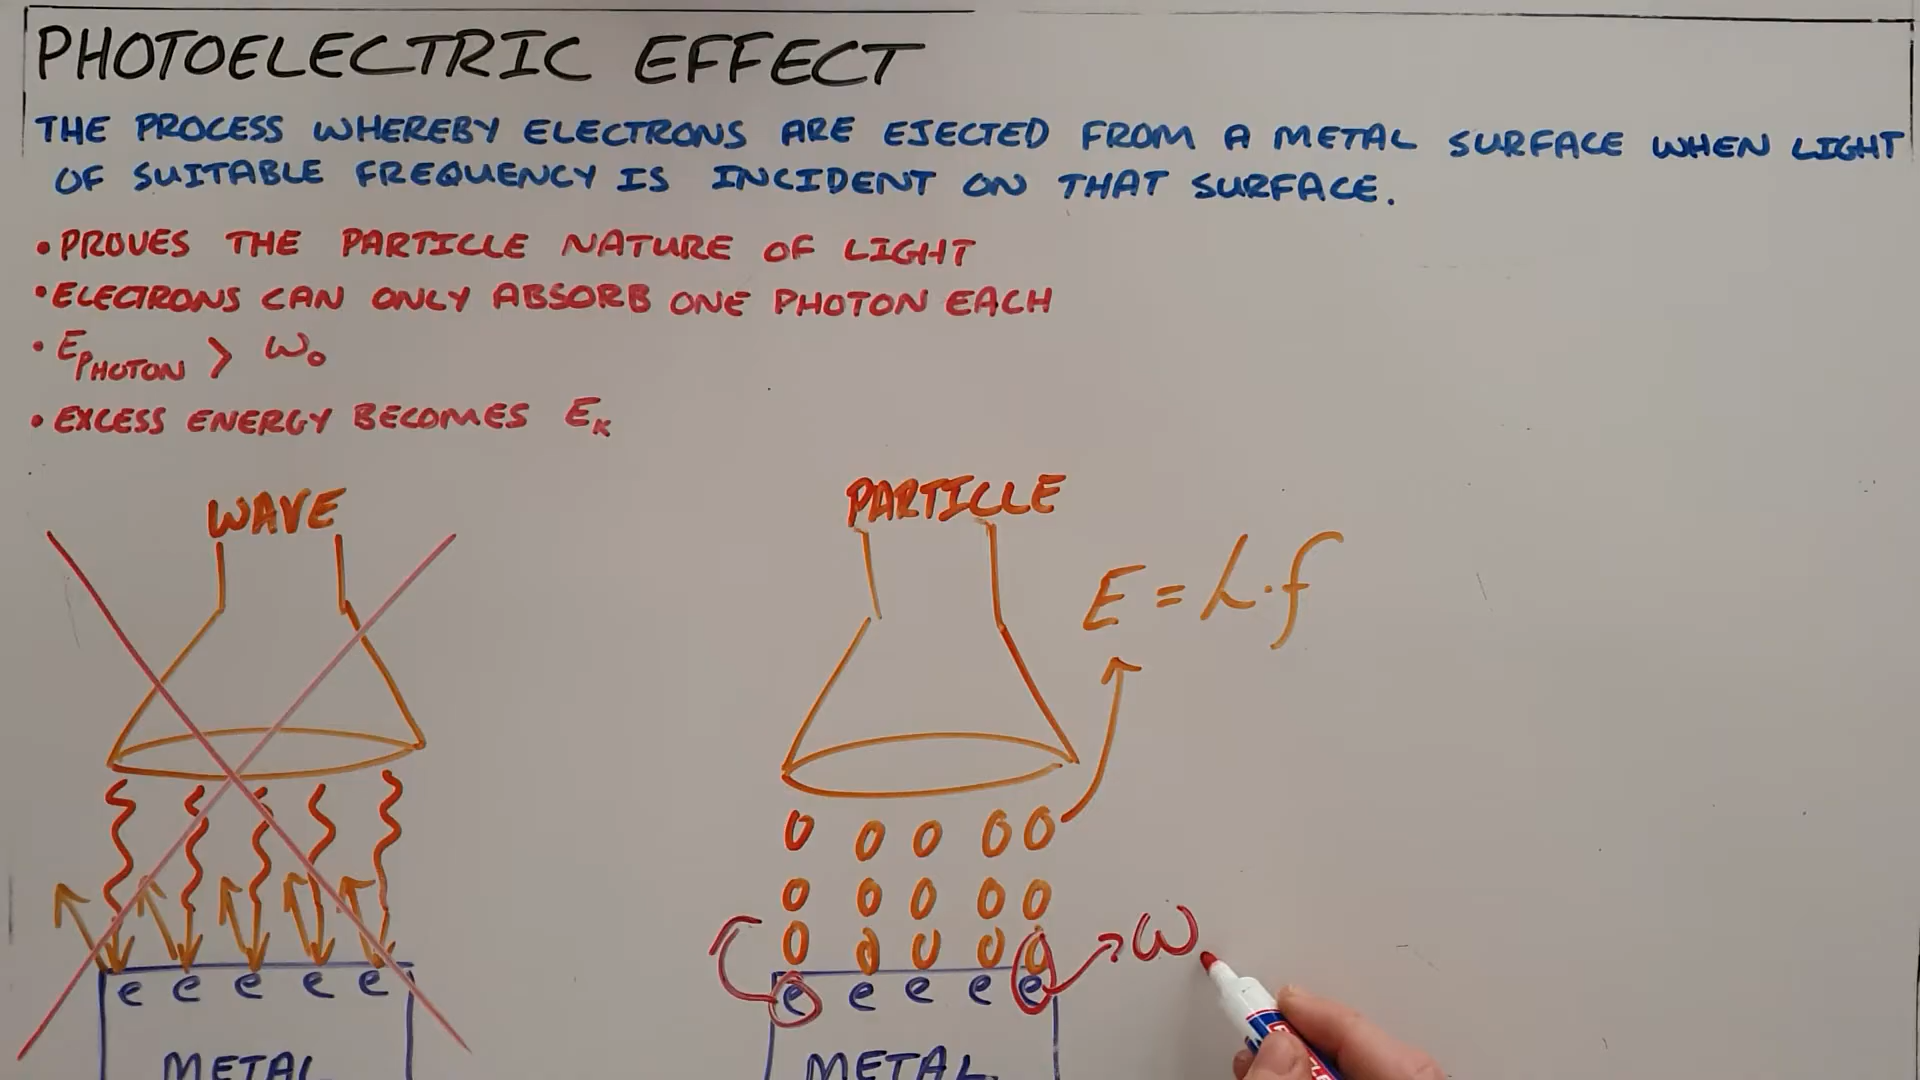 PHOTOELECTRIC EFFECT
THE PROCESS WHEREBY ELECTRONS ARE EJECTED FROM A METAL SURFACE WHEN LIGHT
OF SUITABLE FREQUENCY IS INCIDENT ON THAT SURFACE.
• PROVES THE PARTICLE NATURE OF LIGHT
• ELECTRONS CAN ONLY ABSORB ONE PHOTON EACH
• E_PHOTON > W₀
• EXCESS ENERGY BECOMES E_K
WAVE
e e e e e
METAL
PARTICLE
E = h·f
W
e e e e e
METAL